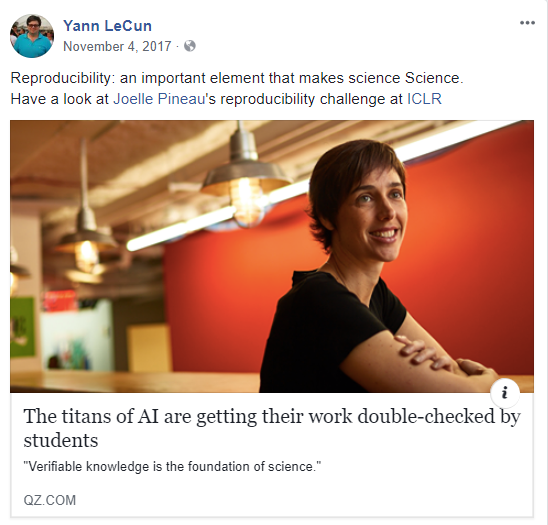 Yann LeCun
November 4, 2017 ·
Reproducibility: an important element that makes science Science.
Have a look at Joelle Pineau's reproducibility challenge at ICLR
The titans of AI are getting their work double-checked by
students
"Verifiable knowledge is the foundation of science."
QZ.COM